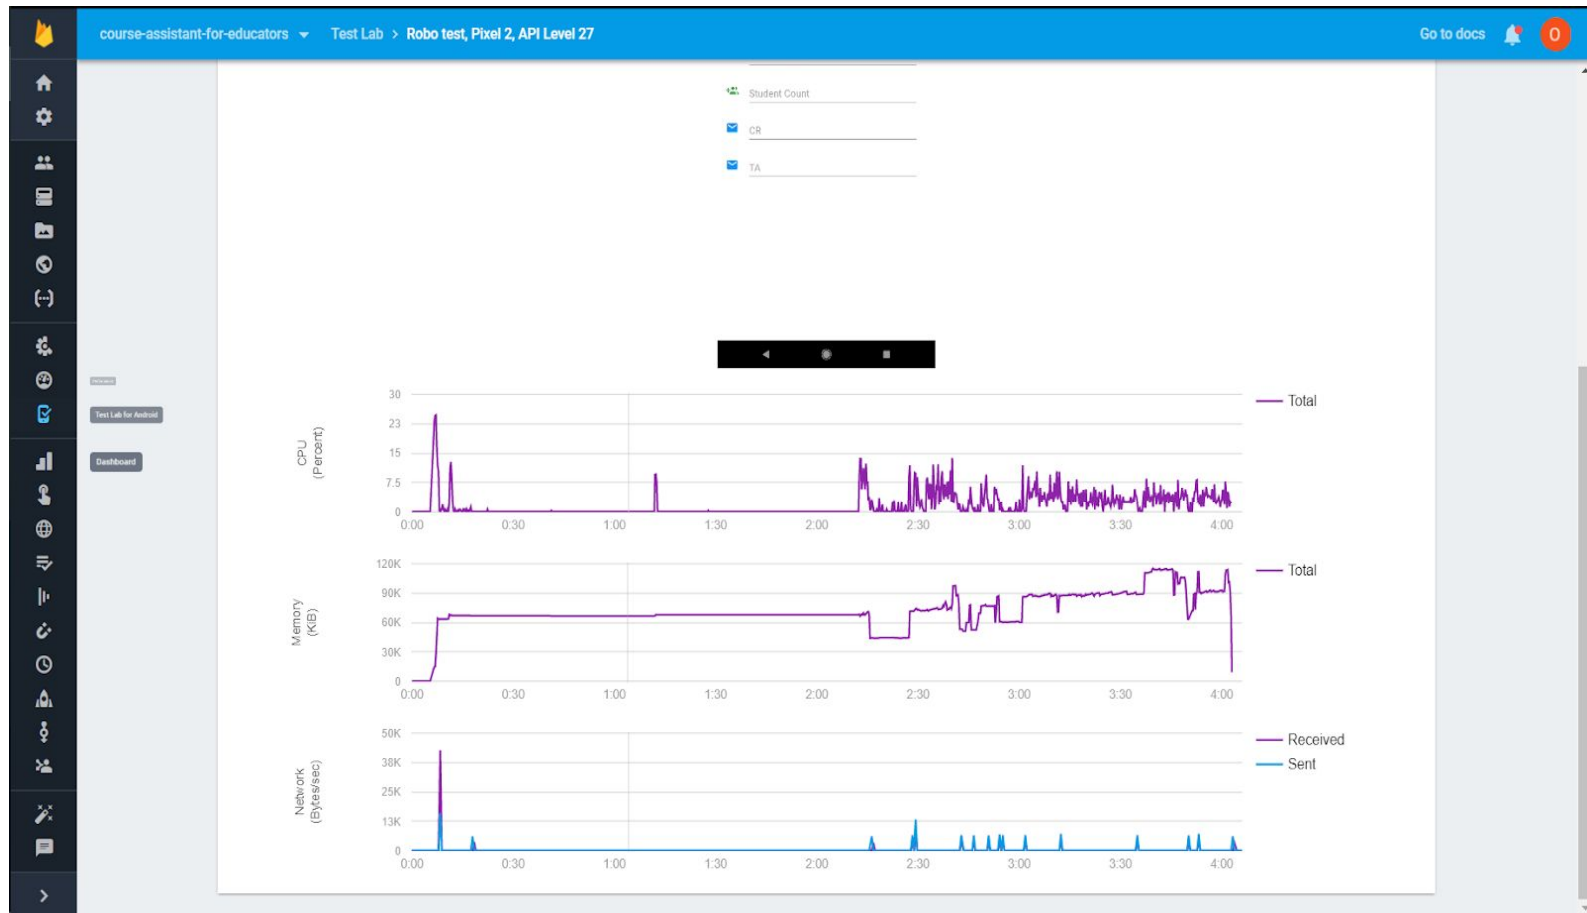 course-assistant-for-educators Test Lab > Robo test, Pixel 2, API Level 27 Go to docs O
Student Count
CR
TA
Test Lab for Android
Dashboard
CPU
(Percent)
30
23
15
7.5
0
0:00 0:30 1:00 1:30 2:00 2:30 3:00 3:30 4:00
Total
Memory
(KiB)
120K
90K
60K
30K
0
0:00 0:30 1:00 1:30 2:00 2:30 3:00 3:30 4:00
Total
Network
(Bytes/sec)
50K
38K
25K
13K
0
0:00 0:30 1:00 1:30 2:00 2:30 3:00 3:30 4:00
Received
Sent